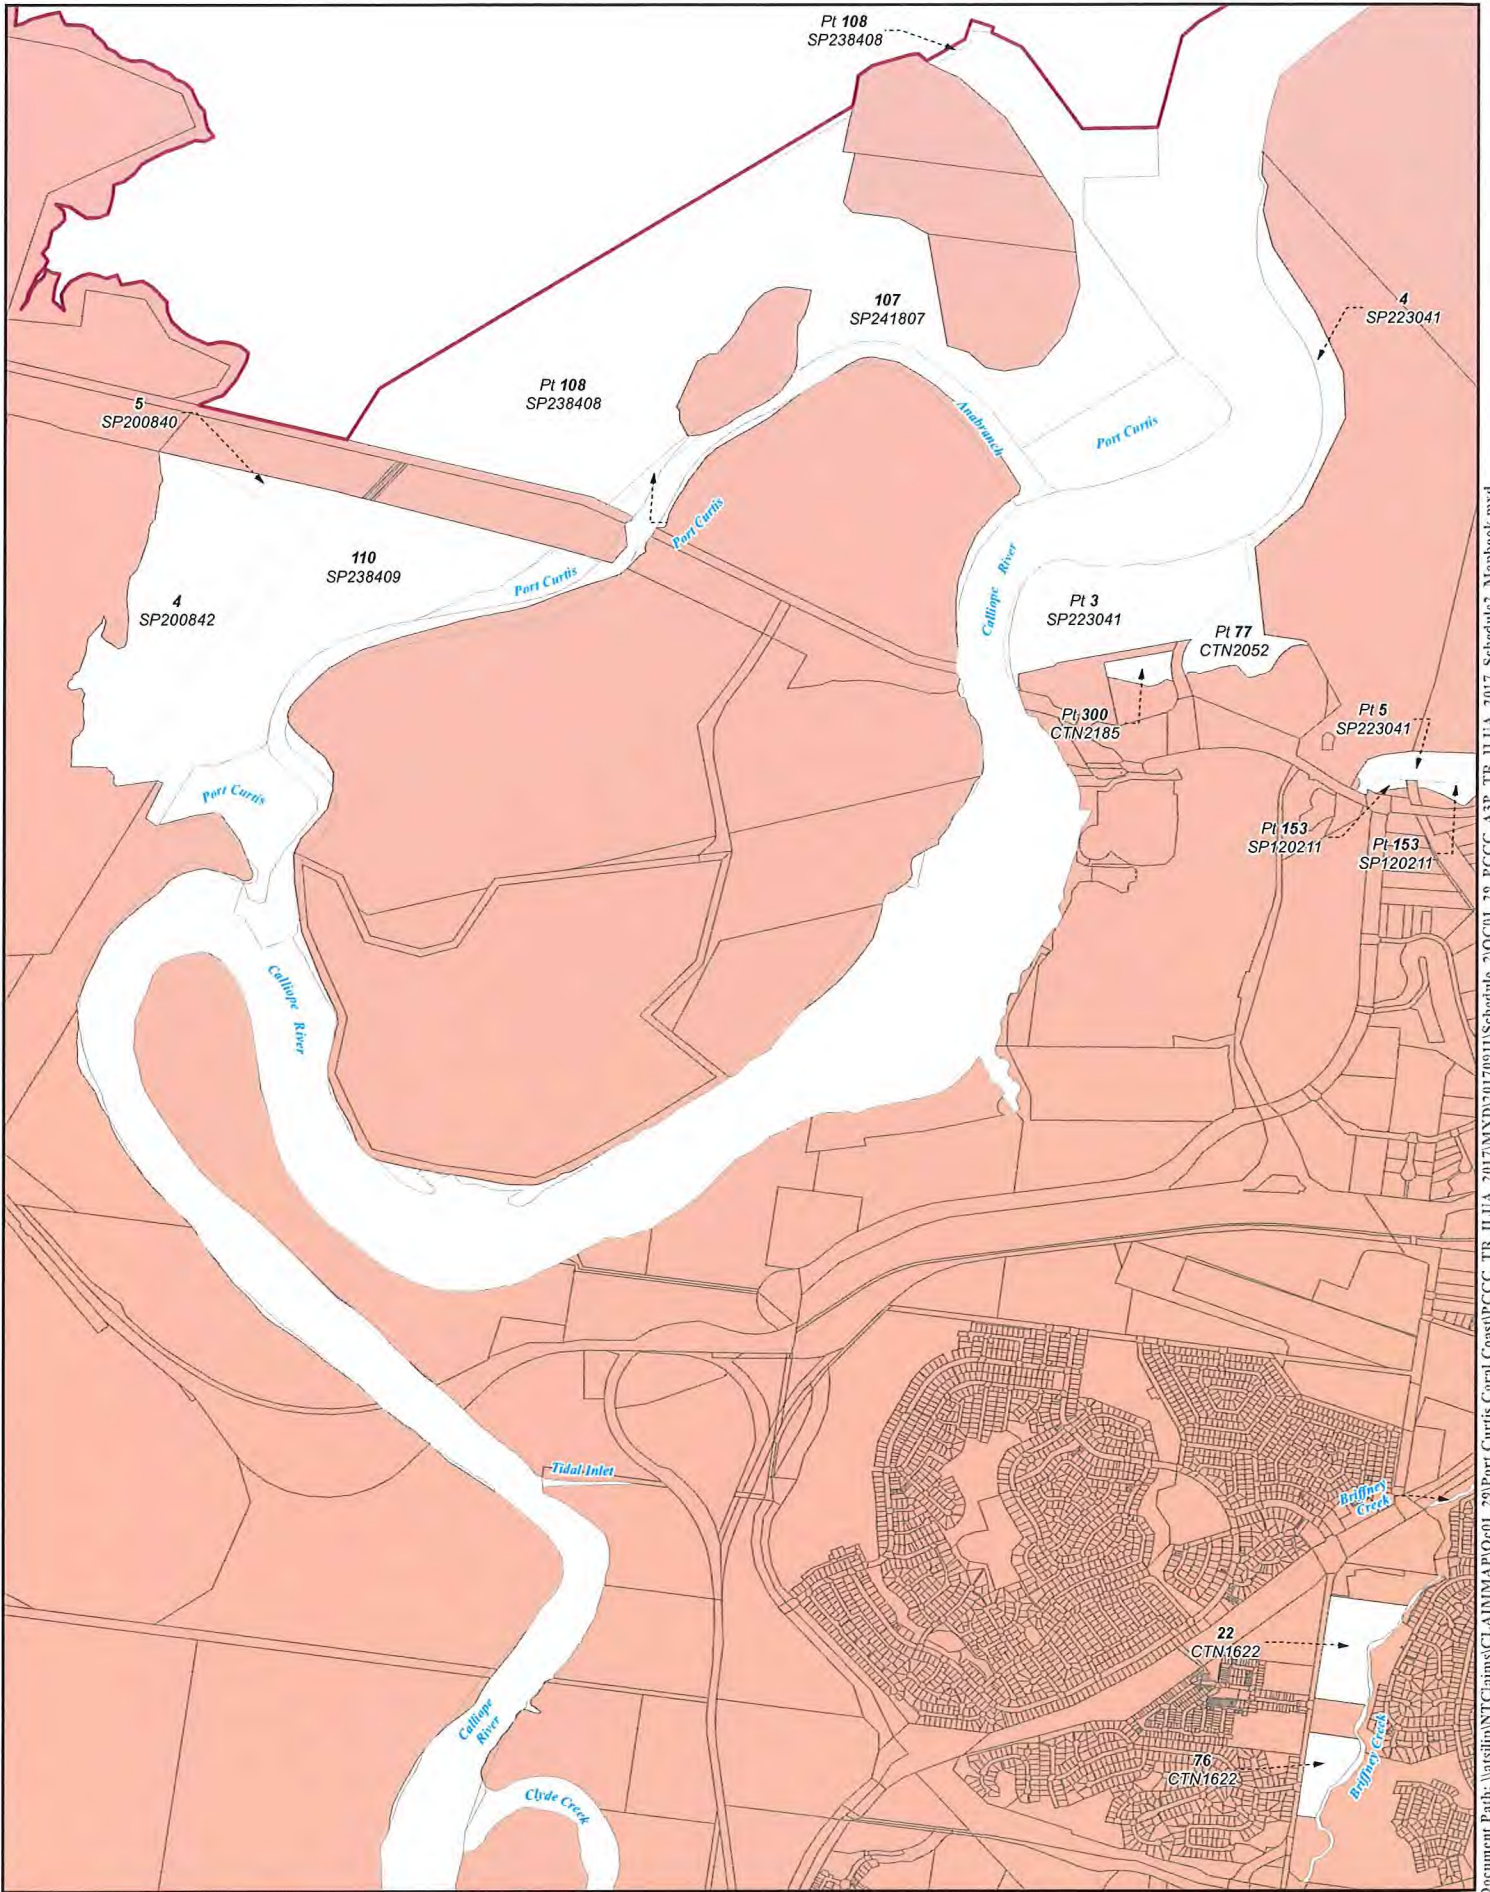 Pt 108
SP238408
4
SP223041
107
SP241807
Pt 108
SP238408
5
SP200840
Anabranch
Port Curtis
Port Curtis
Calliope River
110
SP238409
Port Curtis
4
SP200842
Pt 3
SP223041
Pt 77
CTN2052
Pt 300
CTN2185
Pt 5
SP223041
Port Curtis
Pt 153
SP120211
Pt 153
SP120211
Calliope River
Tidal Inlet
Briffney
Creek
22
CTN1622
Calliope
River
76
CTN1622
Briffney Creek
Clyde Creek